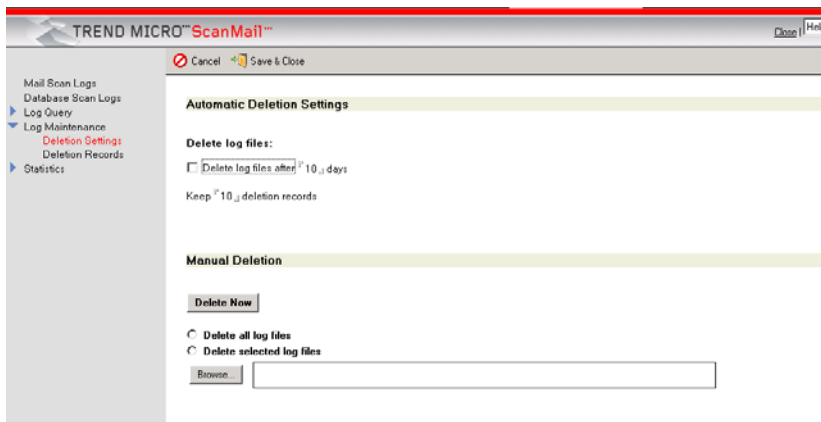 TREND MICRO™ ScanMail™
Close | Hel
Cancel Save & Close
Mail Scan Logs
Database Scan Logs
Log Query
Log Maintenance
Deletion Settings
Deletion Records
Statistics
Automatic Deletion Settings
Delete log files:
Delete log files after 10 days
Keep 10 deletion records
Manual Deletion
Delete Now
Delete all log files
Delete selected log files
Browse...